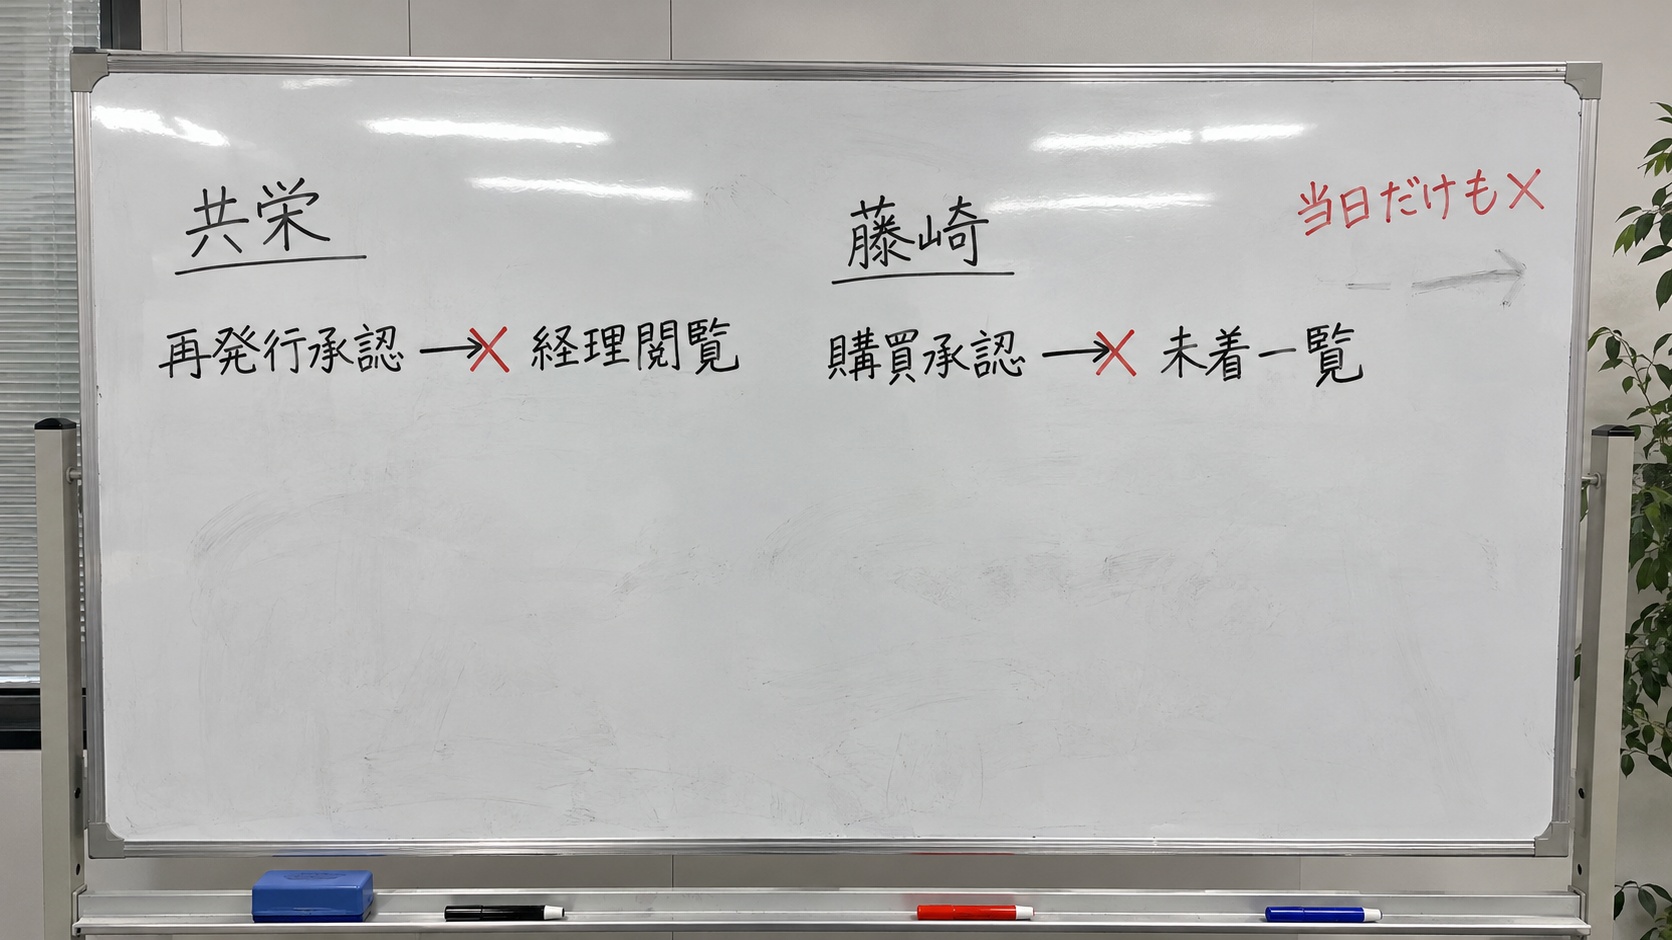 共栄
再発行承認 →× 経理閲覧
藤崎
当日だけも×
購買承認 →× 未着一覧